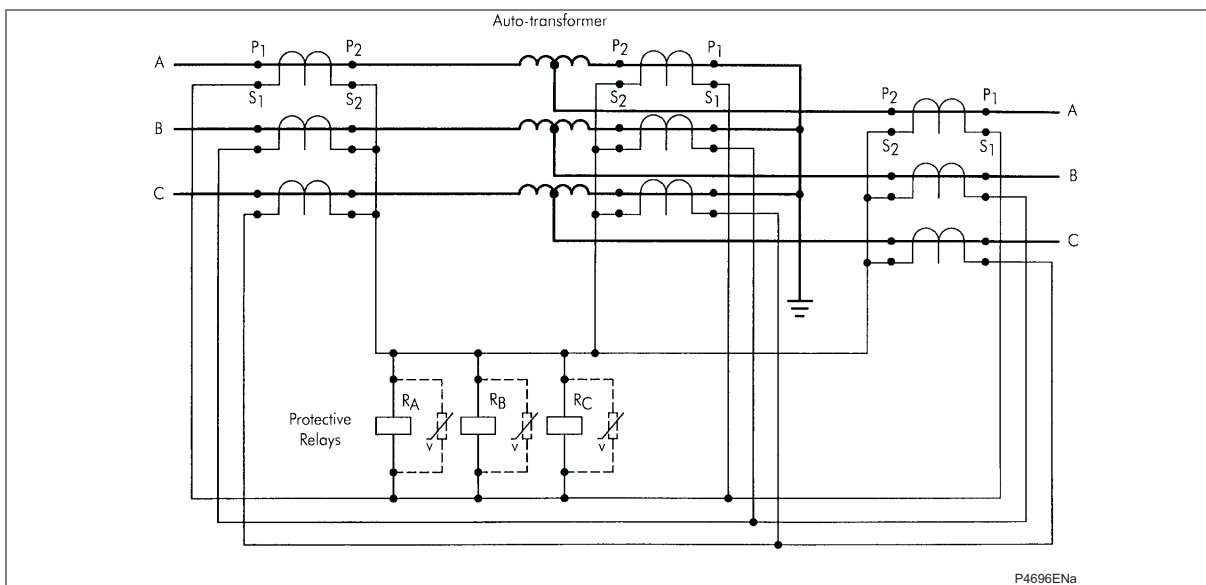 Auto-transformer
A P1 P2 P2 P1
S1 S2 S2 S1
P2 P1 A
S2 S1
B
B
C
C
RA RB RC
Protective
Relays
v v v
P4696ENa